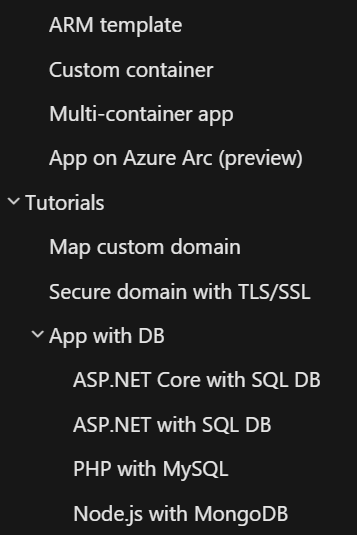 ARM template
Custom container
Multi-container app
App on Azure Arc (preview)
Tutorials
Map custom domain
Secure domain with TLS/SSL
App with DB
ASP.NET Core with SQL DB
ASP.NET with SQL DB
PHP with MySQL
Node.js with MongoDB